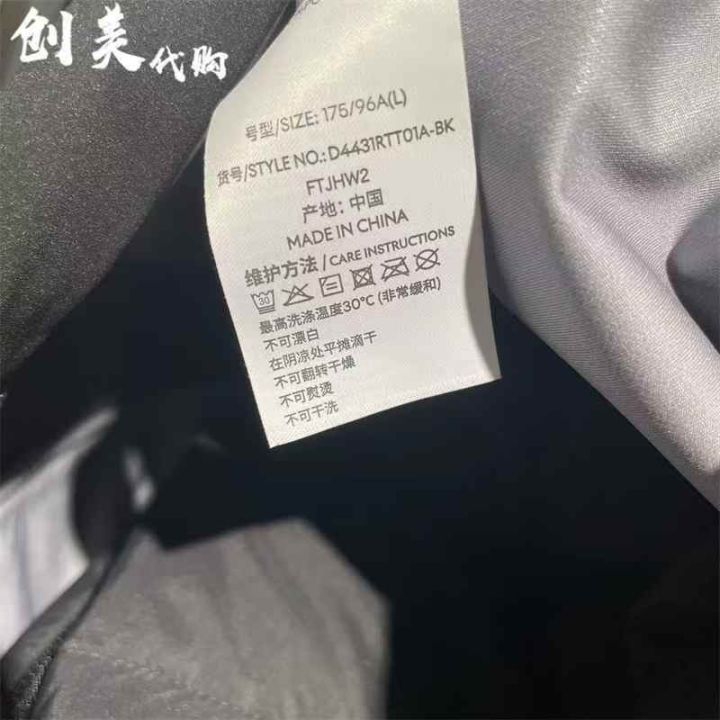 创美代购
号型/SIZE: 175/96A(L)
货号/STYLE NO.: D4431RTT01A-BK
FTJHW2
产地: 中国
MADE IN CHINA
维护方法 / CARE INSTRUCTIONS
30
最高洗涤温度30℃ (非常缓和)
不可漂白
在阴凉处平摊滴干
不可翻转干燥
不可熨烫
不可干洗